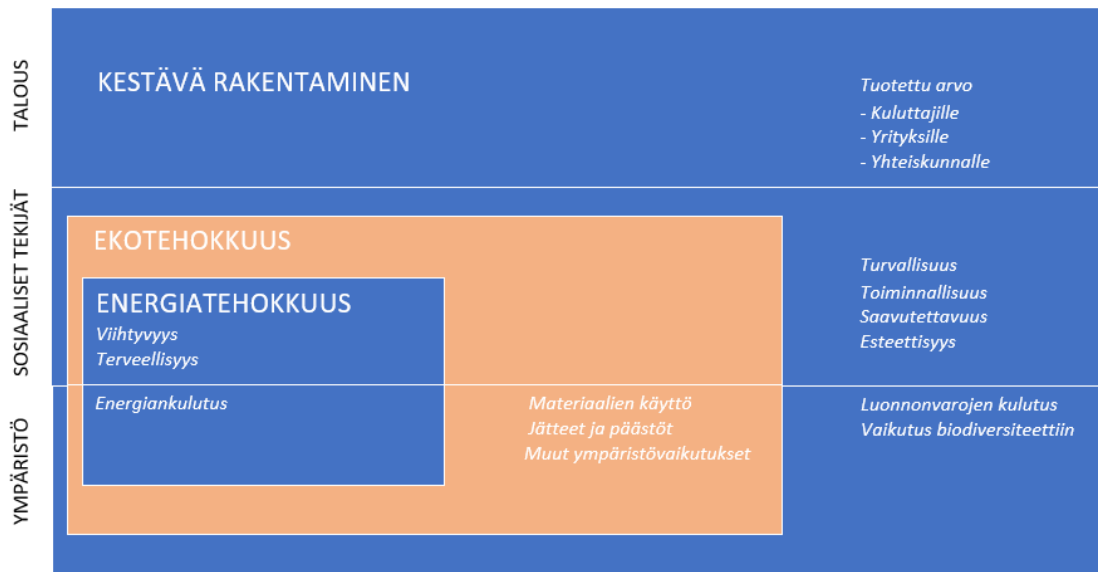 TALOUS
KESTÄVÄ RAKENTAMINEN
Tuotettu arvo
- Kuluttajille
- Yrityksille
- Yhteiskunnalle
SOSIAALISET TEKIJÄT
EKOTEHOKKUUS
ENERGIATEHOKKUUS
Viihtyvyys
Terveellisyys
Turvallisuus
Toiminnallisuus
Saavutettavuus
Esteettisyys
YMPÄRISTÖ
Energiankulutus
Materiaalien käyttö
Jätteet ja päästöt
Muut ympäristövaikutukset
Luonnonvarojen kulutus
Vaikutus biodiversiteettiin